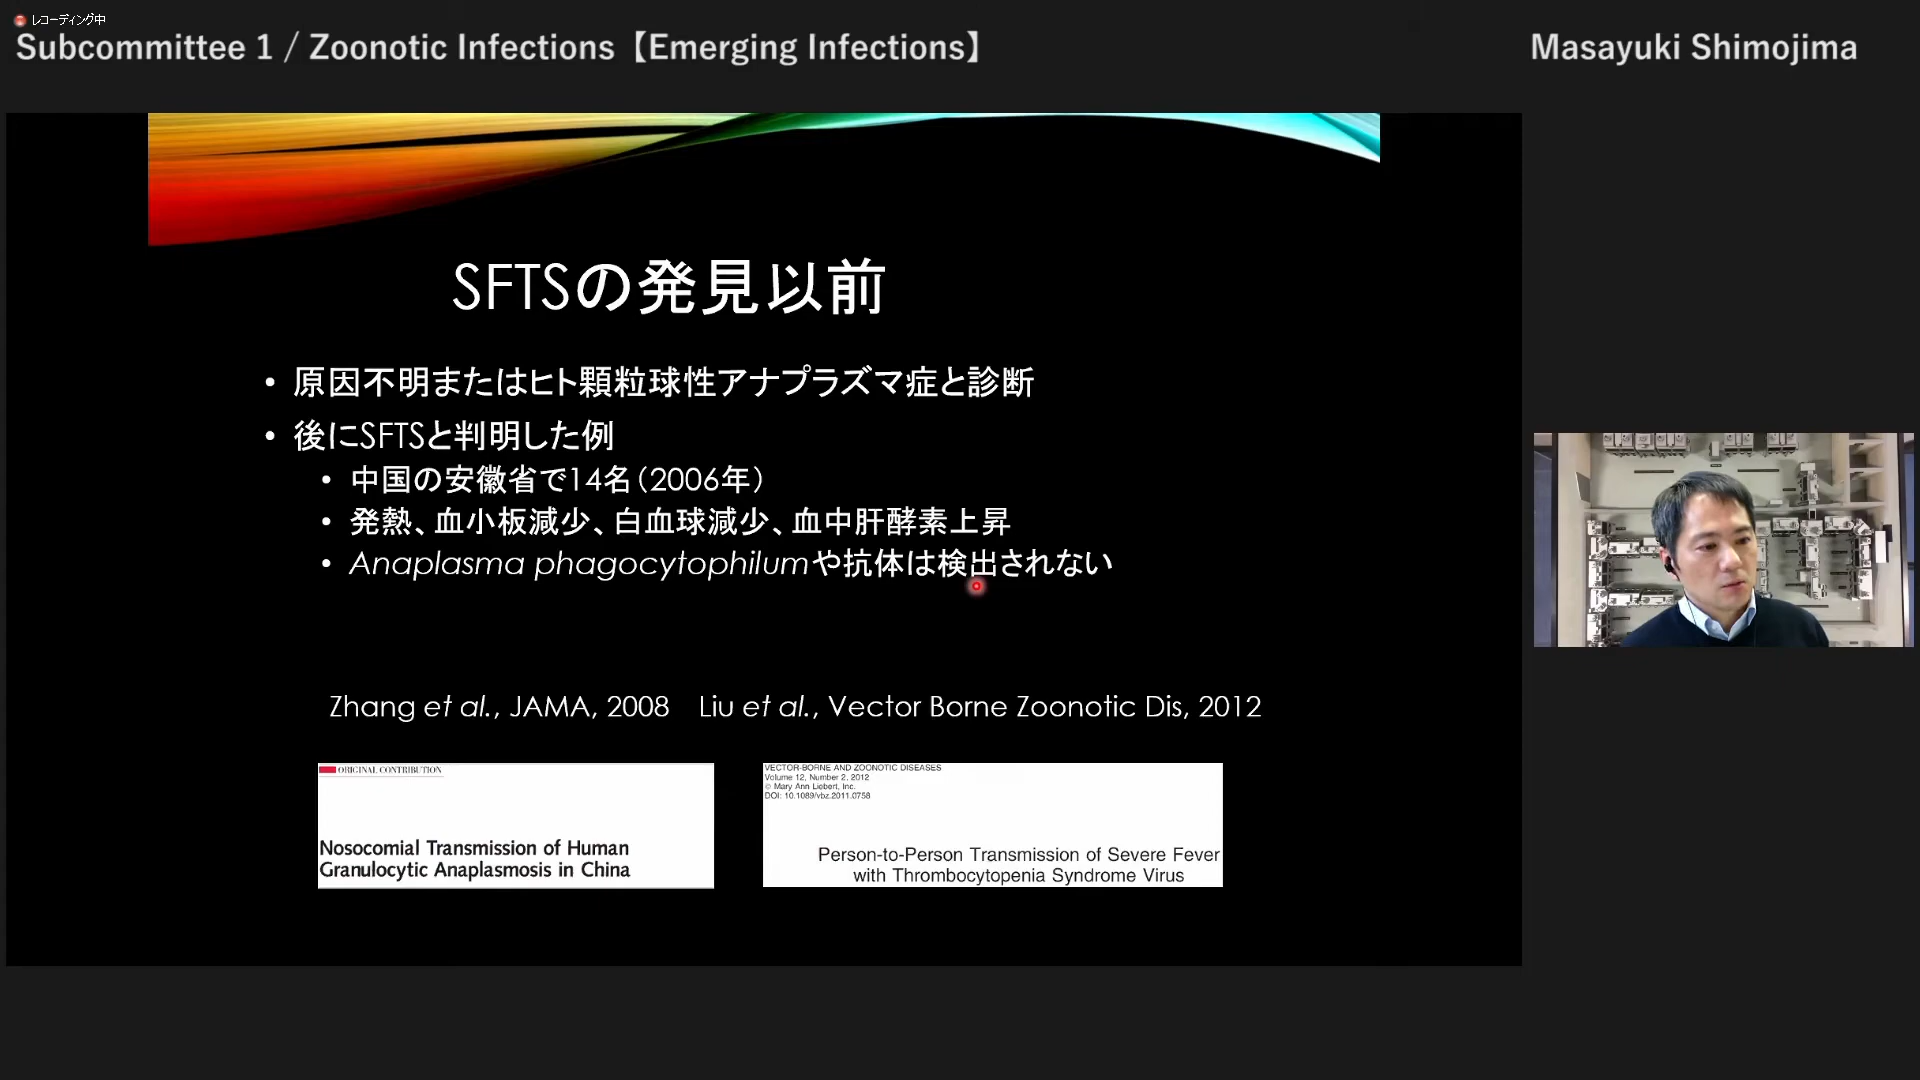 レコーディング中
Subcommittee 1 / Zoonotic Infections【Emerging Infections】
Masayuki Shimojima
SFTSの発見以前
• 原因不明またはヒト顆粒球性アナプラズマ症と診断
• 後にSFTSと判明した例
• 中国の安徽省で14名（2006年）
• 発熱、血小板減少、白血球減少、血中肝酵素上昇
• Anaplasma phagocytophilumや抗体は検出されない
Zhang et al., JAMA, 2008 Liu et al., Vector Borne Zoonotic Dis, 2012
ORIGINAL CONTRIBUTION
Nosocomial Transmission of Human
Granulocytic Anaplasmosis in China
VECTOR-BORNE AND ZOONOTIC DISEASES
Volume 12, Number 2, 2012
© Mary Ann Liebert, Inc.
DOI: 10.1089/vbz.2011.0758
Person-to-Person Transmission of Severe Fever
with Thrombocytopenia Syndrome Virus